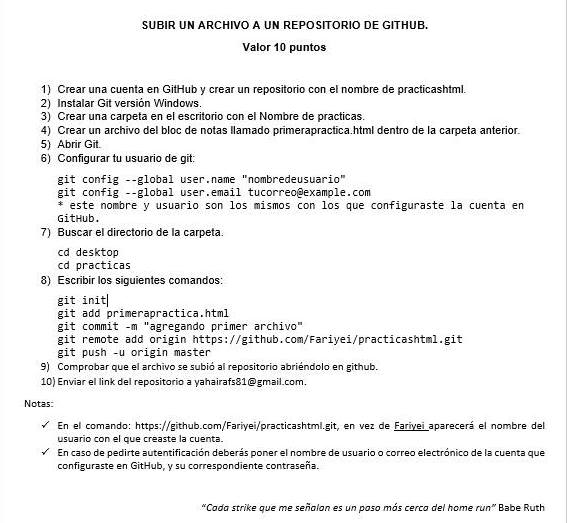 SUBIR UN ARCHIVO A UN REPOSITORIO DE GITHUB.
Valor 10 puntos
1) Crear una cuenta en GitHub y crear un repositorio con el nombre de practicashtml.
2) Instalar Git versión Windows.
3) Crear una carpeta en el escritorio con el Nombre de practicas.
4) Crear un archivo del bloc de notas llamado primerapractica.html dentro de la carpeta anterior.
5) Abrir Git.
6) Configurar tu usuario de git:
git config --global user.name "nombredeusuario"
git config --global user.email tucorreo@example.com
* este nombre y usuario son los mismos con los que configuraste la cuenta en
GitHub.
7) Buscar el directorio de la carpeta.
cd desktop
cd practicas
8) Escribir los siguientes comandos:
git init
git add primerapractica.html
git commit -m "agregando primer archivo"
git remote add origin https://github.com/Fariyei/practicashtml.git
git push -u origin master
9) Comprobar que el archivo se subió al repositorio abriéndolo en github.
10) Enviar el link del repositorio a yahairafs81@gmail.com.
Notas:
✓ En el comando: https://github.com/Fariyei/practicashtml.git, en vez de Fariyei aparecerá el nombre del
usuario con el que creaste la cuenta.
✓ En caso de pedirte autentificación deberás poner el nombre de usuario o correo electrónico de la cuenta que
configuraste en GitHub, y su correspondiente contraseña.
"Cada strike que me señalan es un paso más cerca del home run" Babe Ruth